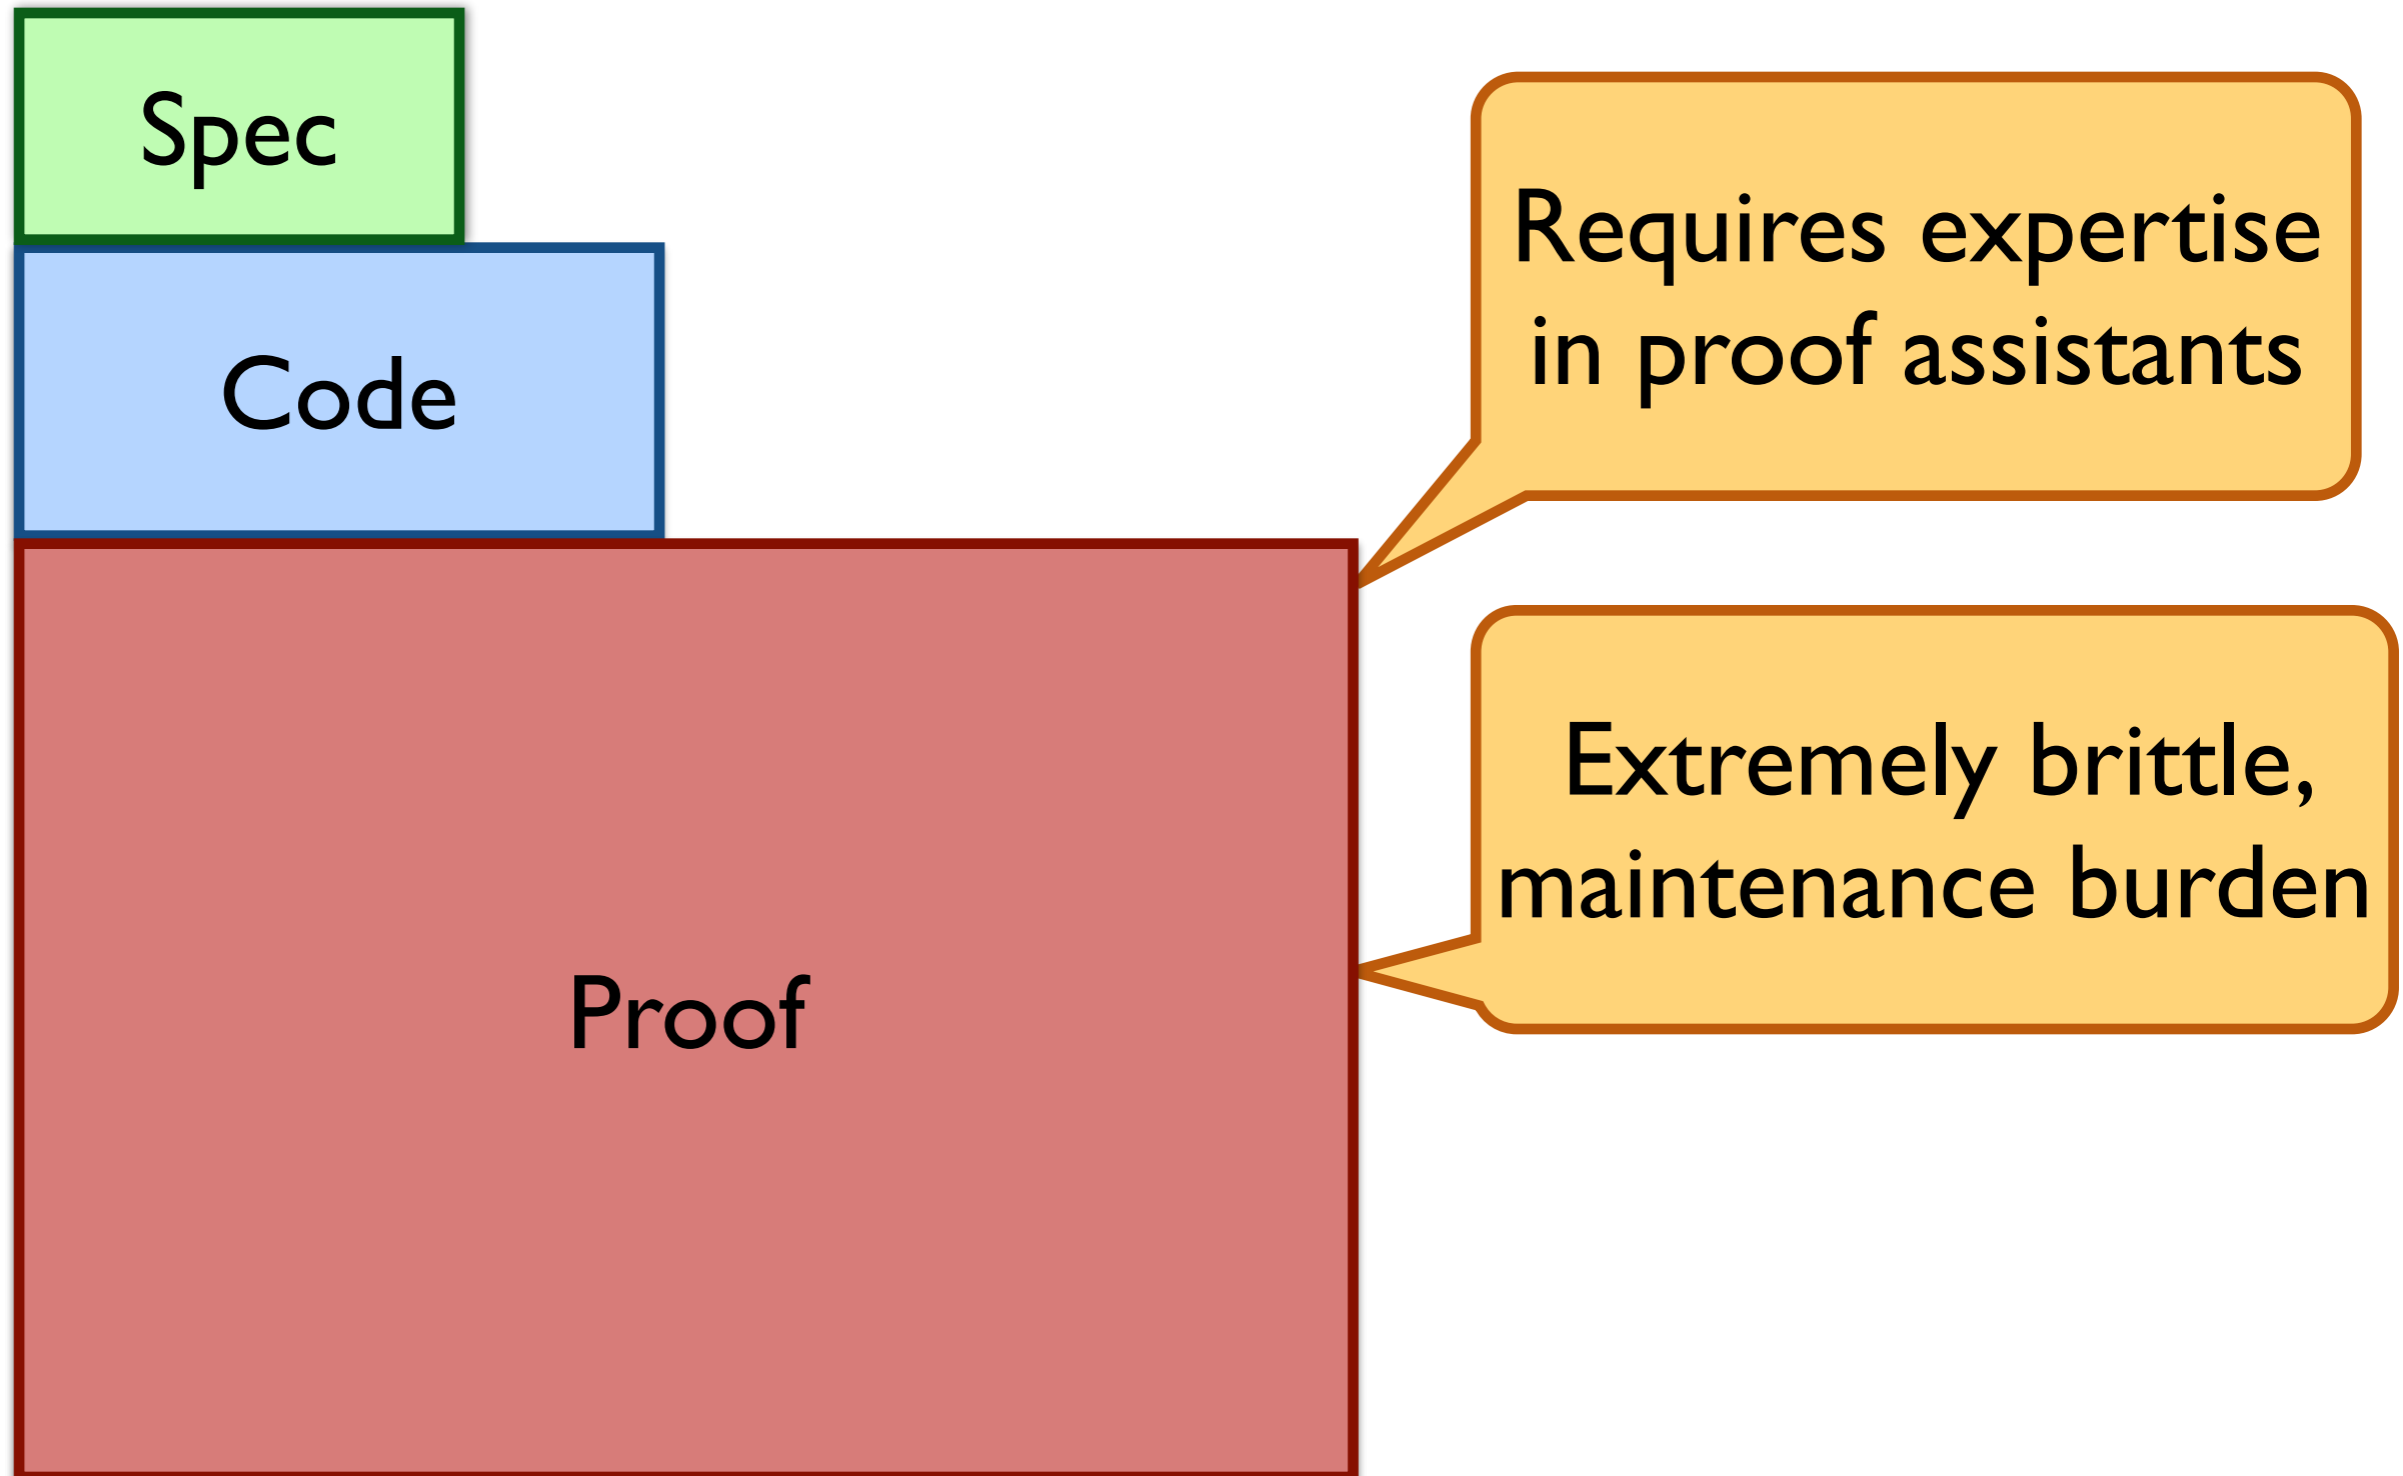 Spec
Code
Proof
Requires expertise
in proof assistants
Extremely brittle,
maintenance burden